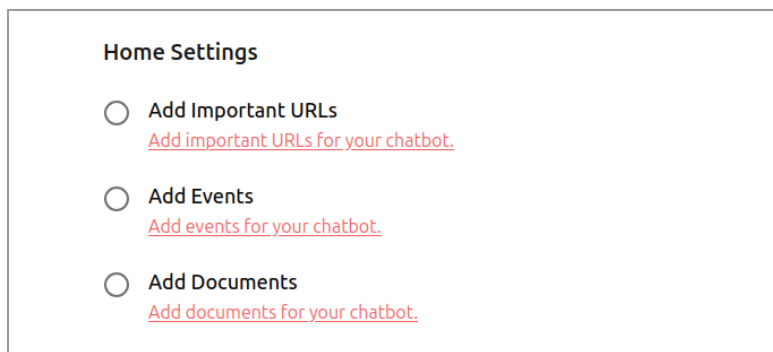 Home Settings
Add Important URLs
Add important URLs for your chatbot.
Add Events
Add events for your chatbot.
Add Documents
Add documents for your chatbot.